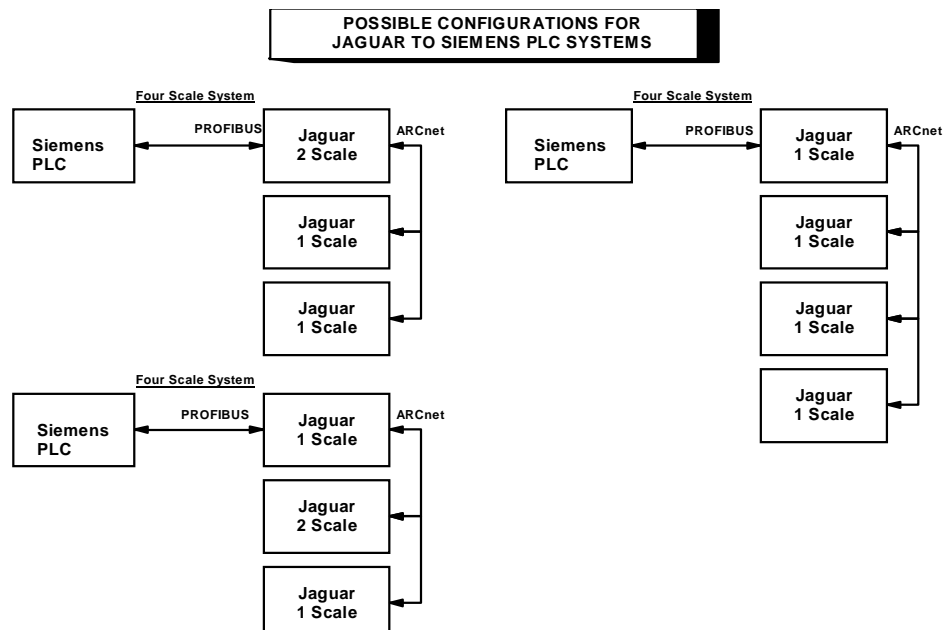 POSSIBLE CONFIGURATIONS FOR
JAGUAR TO SIEMENS PLC SYSTEMS
Four Scale System
Siemens
PLC
PROFIBUS
Jaguar
2 Scale
ARCnet
Jaguar
1 Scale
Jaguar
1 Scale
Four Scale System
Siemens
PLC
PROFIBUS
Jaguar
1 Scale
ARCnet
Jaguar
1 Scale
Jaguar
1 Scale
Jaguar
1 Scale
Four Scale System
Siemens
PLC
PROFIBUS
Jaguar
1 Scale
ARCnet
Jaguar
2 Scale
Jaguar
1 Scale